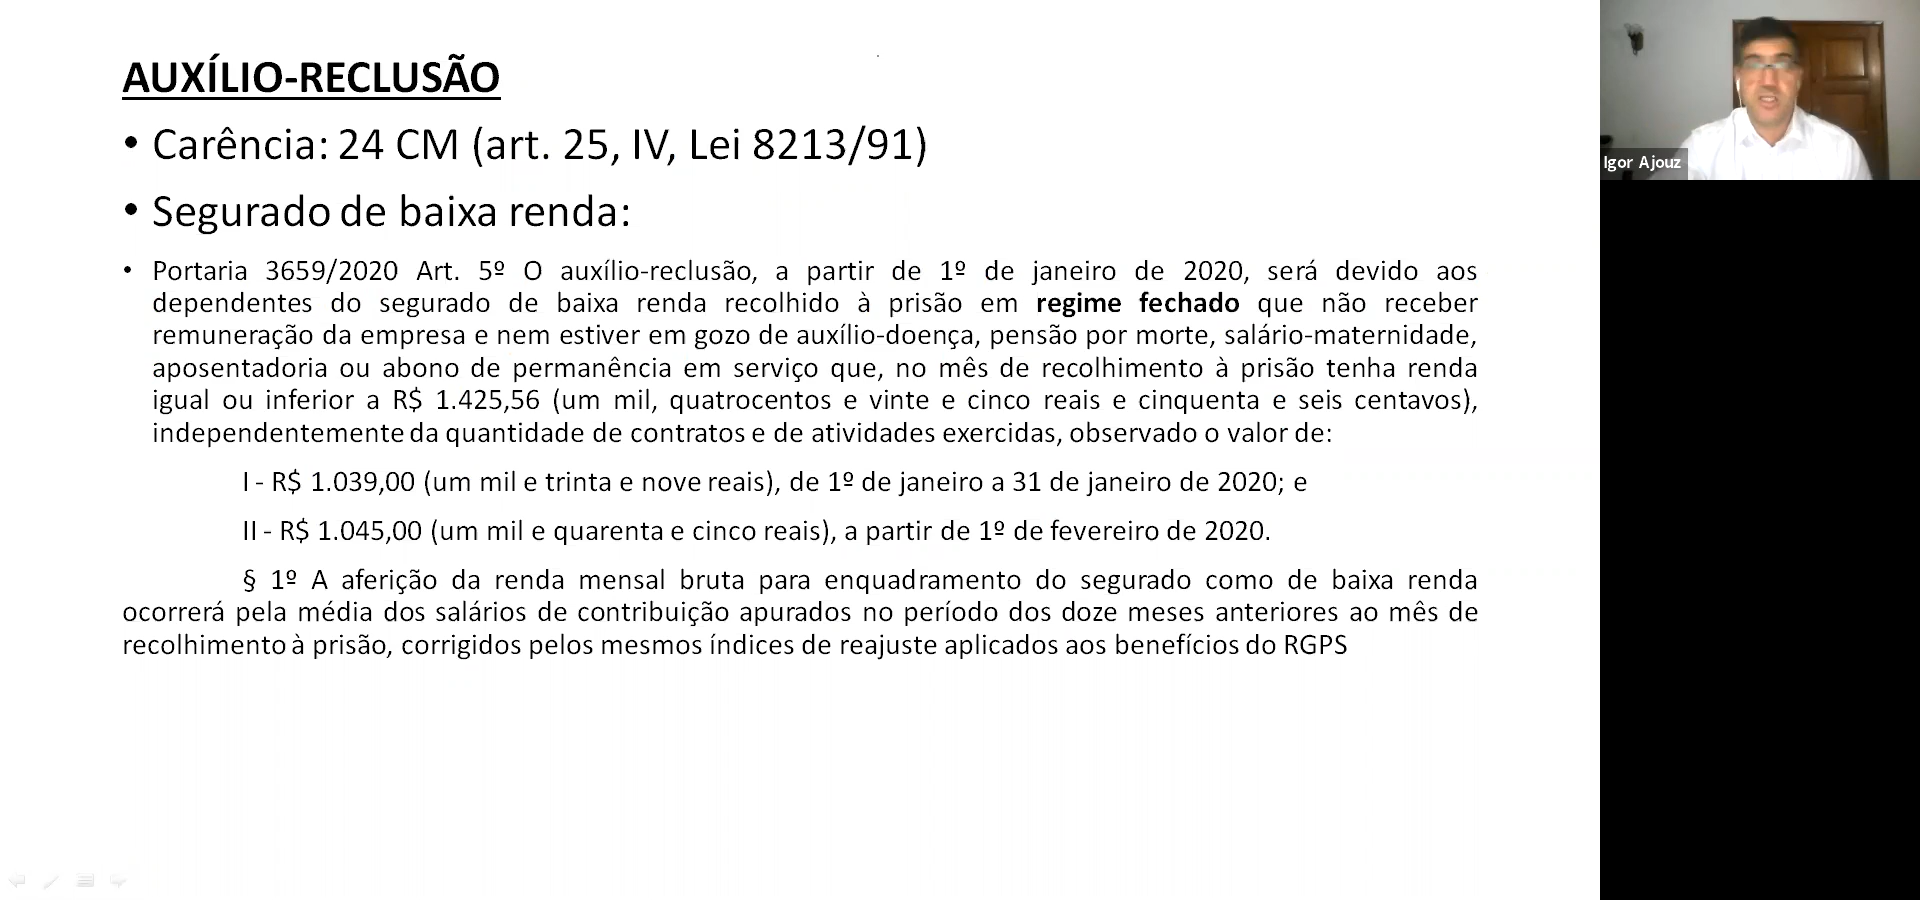 AUXÍLIO-RECLUSÃO
• Carência: 24 CM (art. 25, IV, Lei 8213/91)
• Segurado de baixa renda:
• Portaria 3659/2020 Art. 5º O auxílio-reclusão, a partir de 1º de janeiro de 2020, será devido aos
dependentes do segurado de baixa renda recolhido à prisão em regime fechado que não receber
remuneração da empresa e nem estiver em gozo de auxílio-doença, pensão por morte, salário-maternidade,
aposentadoria ou abono de permanência em serviço que, no mês de recolhimento à prisão tenha renda
igual ou inferior a R$ 1.425,56 (um mil, quatrocentos e vinte e cinco reais e cinquenta e seis centavos),
independentemente da quantidade de contratos e de atividades exercidas, observado o valor de:
I - R$ 1.039,00 (um mil e trinta e nove reais), de 1º de janeiro a 31 de janeiro de 2020; e
II - R$ 1.045,00 (um mil e quarenta e cinco reais), a partir de 1º de fevereiro de 2020.
§ 1º A aferição da renda mensal bruta para enquadramento do segurado como de baixa renda
ocorrerá pela média dos salários de contribuição apurados no período dos doze meses anteriores ao mês de
recolhimento à prisão, corrigidos pelos mesmos índices de reajuste aplicados aos benefícios do RGPS
Igor Ajouz